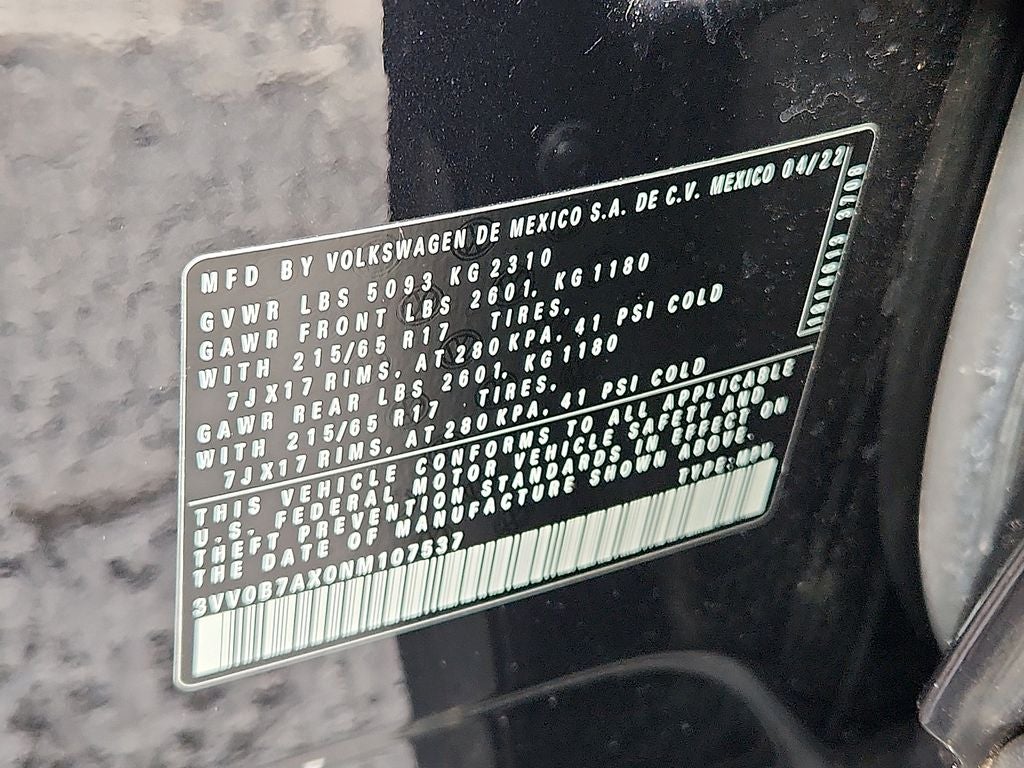 MFD BY VOLKSWAGEN DE MEXICO S.A. DE C.V. MEXICO 04/22
GVWR LBS 5093 KG 2310
GAWR FRONT LBS 2601, KG 1180
WITH 215/65 R17 TIRES,
7JX17 RIMS, AT 280 KPA, 41 PSI COLD
GAWR REAR LBS 2601, KG 1180
WITH 215/65 R17 TIRES,
7JX17 RIMS, AT 280 KPA, 41 PSI COLD
THIS VEHICLE CONFORMS TO ALL APPLICABLE
U.S. FEDERAL MOTOR VEHICLE SAFETY AND
THEFT PREVENTION STANDARDS IN EFFECT ON
THE DATE OF MANUFACTURE SHOWN ABOVE.
3VV0B7AX0NM107537
TYPE: MPV